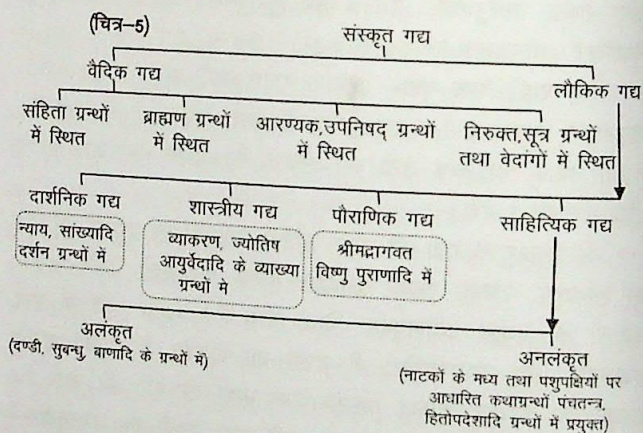 (चित्र–5)
संस्कृत गद्य
वैदिक गद्य
लौकिक गद्य
संहिता ग्रन्थों
में स्थित
ब्राह्मण ग्रन्थों
में स्थित
आरण्यक,उपनिषद् ग्रन्थों
में स्थित
निरुक्त,सूत्र ग्रन्थों
तथा वेदांगों में स्थित
दार्शनिक गद्य
न्याय, सांख्यादि
दर्शन ग्रन्थों में
शास्त्रीय गद्य
व्याकरण, ज्योतिष
आयुर्वेदादि के व्याख्या
ग्रन्थों मे
पौराणिक गद्य
श्रीमद्भागवत
विष्णु पुराणादि में
साहित्यिक गद्य
अलंकृत
(दण्डी, सुबन्धु, बाणादि के ग्रन्थों में)
अनलंकृत
(नाटकों के मध्य तथा पशुपक्षियों पर
आधारित कथाग्रन्थों पंचतन्त्र,
हितोपदेशादि ग्रन्थों में प्रयुक्त)